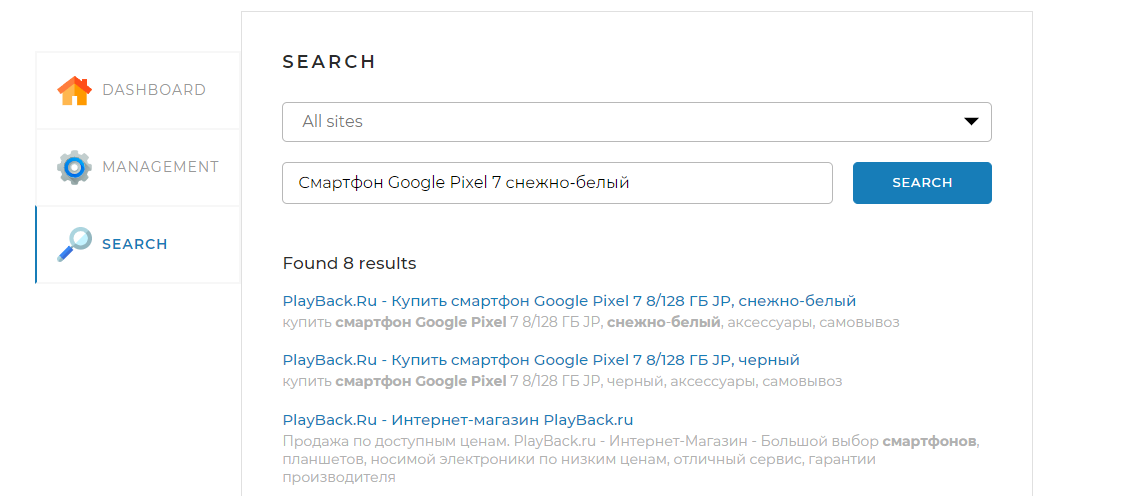 SEARCH
DASHBOARD
All sites
MANAGEMENT
Смартфон Google Pixel 7 снежно-белый
SEARCH
SEARCH
Found 8 results
PlayBack.Ru - Купить смартфон Google Pixel 7 8/128 ГБ JP, снежно-белый
купить смартфон Google Pixel 7 8/128 ГБ JP, снежно-белый, аксессуары, самовывоз
PlayBack.Ru - Купить смартфон Google Pixel 7 8/128 ГБ JP, черный
купить смартфон Google Pixel 7 8/128 ГБ JP, черный, аксессуары, самовывоз
PlayBack.Ru - Интернет-магазин PlayBack.ru
Продажа по доступным ценам. PlayBack.ru - Интернет-Магазин - Большой выбор смартфонов,
планшетов, носимой электроники по низким ценам, отличный сервис, гарантии
производителя